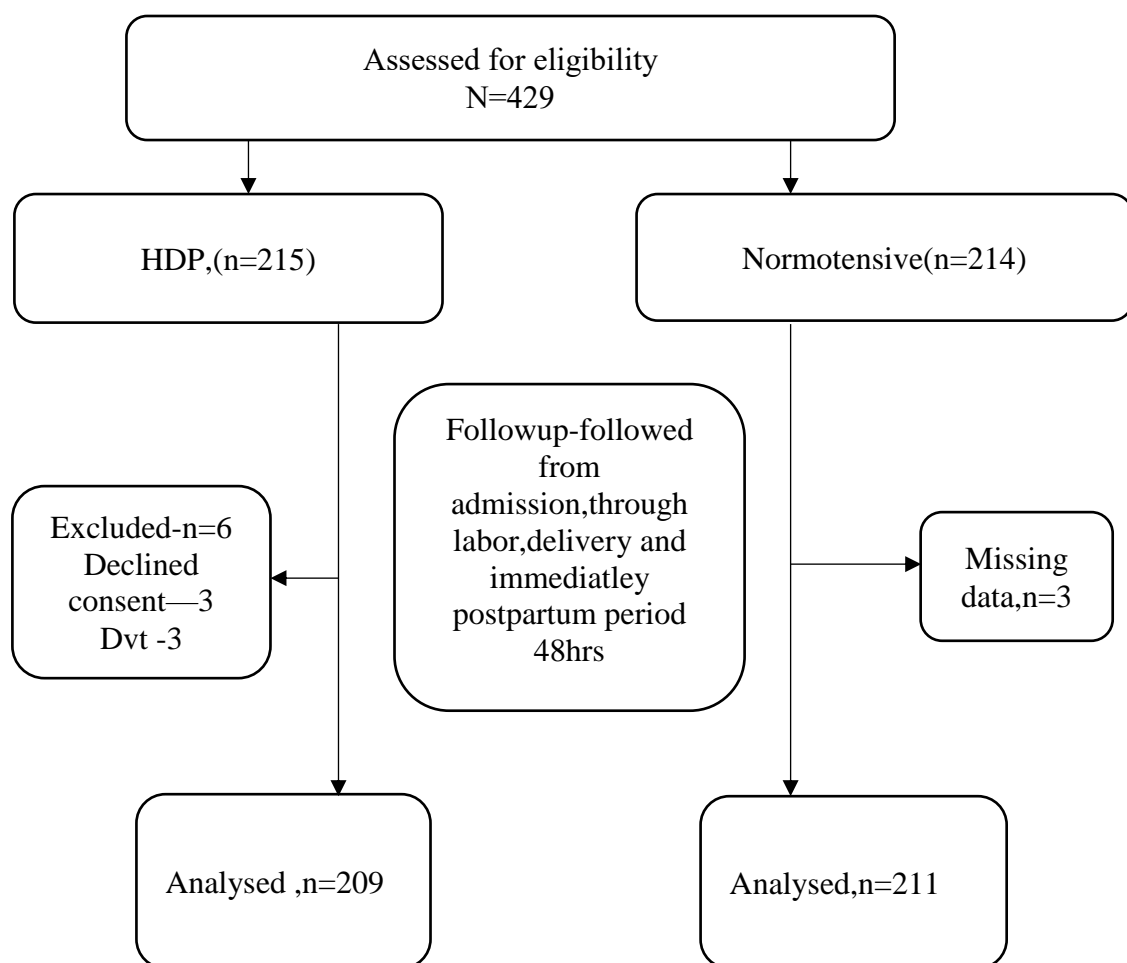 Assessed for eligibility
N=429
HDP,(n=215)
Normotensive(n=214)
Followup-followed
from
admission,through
labor,delivery and
immediatley
postpartum period
48hrs
Excluded-n=6
Declined
consent—3
Dvt -3
Missing
data,n=3
Analysed ,n=209
Analysed,n=211